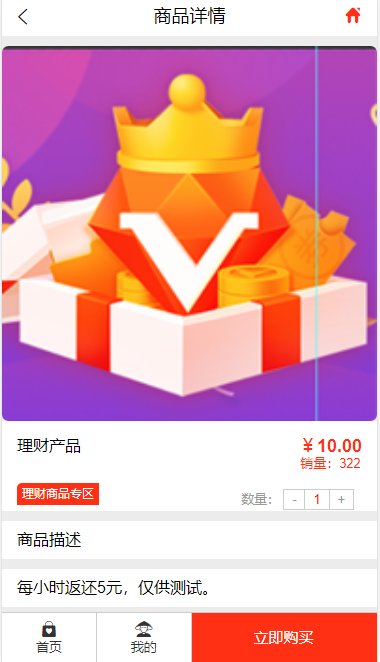 商品详情
券
V
理财产品
￥10.00
销量：322
理财商品专区
数量：
- 1 +
商品描述
每小时返还5元，仅供测试。
首页
我的
立即购买